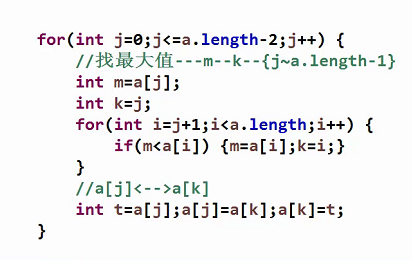 for(int j=0;j<=a.length-2;j++) {
//找最大值---m--k--{j~a.length-1}
int m=a[j];
int k=j;
for(int i=j+1;i<a.length;i++) {
if(m<a[i]) {m=a[i];k=i;}
}
//a[j]<-->a[k]
int t=a[j];a[j]=a[k];a[k]=t;
}